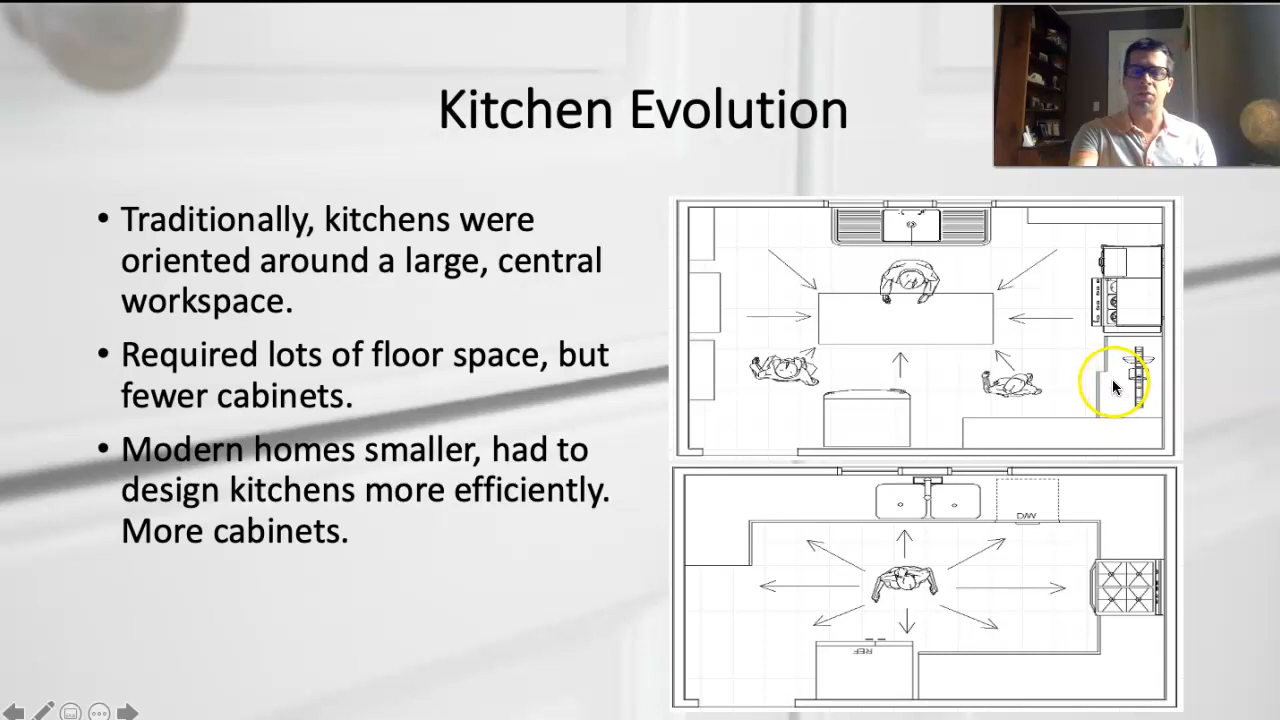 Kitchen Evolution
• Traditionally, kitchens were
oriented around a large, central
workspace.
• Required lots of floor space, but
fewer cabinets.
• Modern homes smaller, had to
design kitchens more efficiently.
More cabinets.
DW
REF